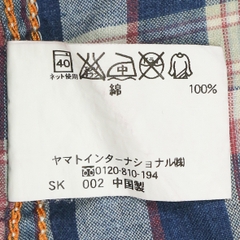 40
ネット使用
中
綿 100%
ヤマトインターナショナル㈱
☎0120-810-194
SK 002 中国製